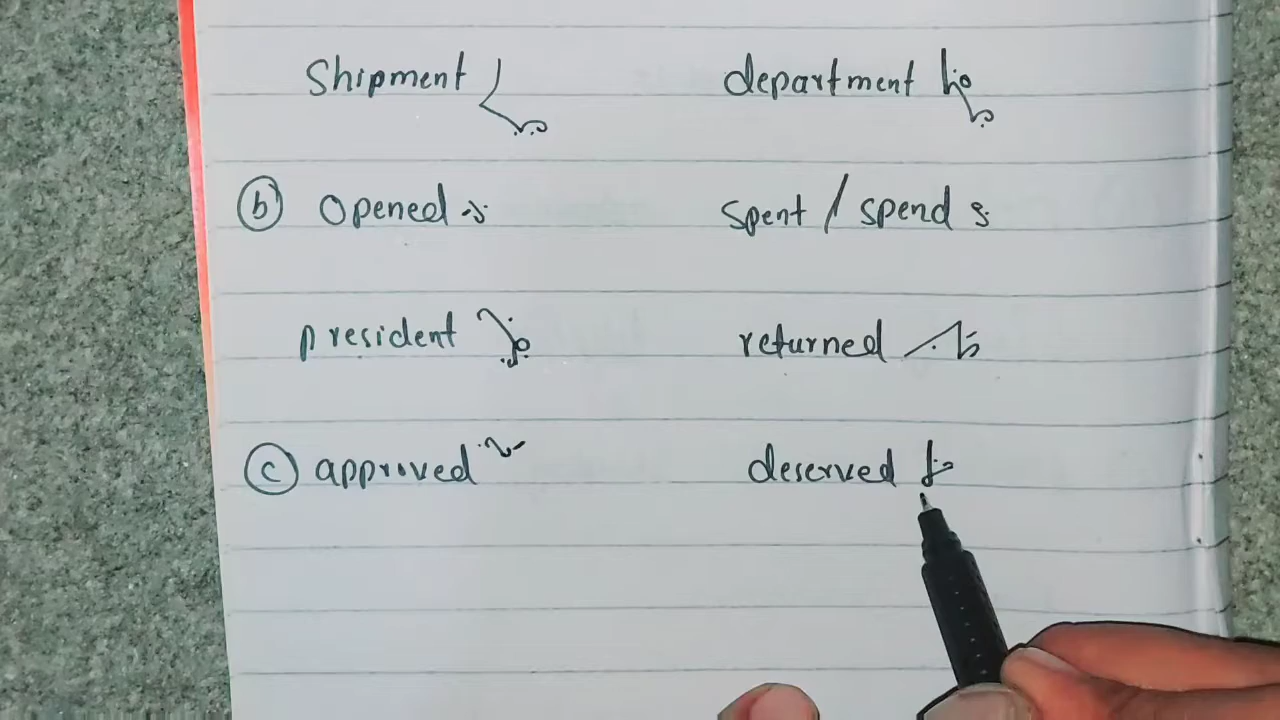 Shipment department
(b) Opened Spent / spend
president returned
(c) approved deserved